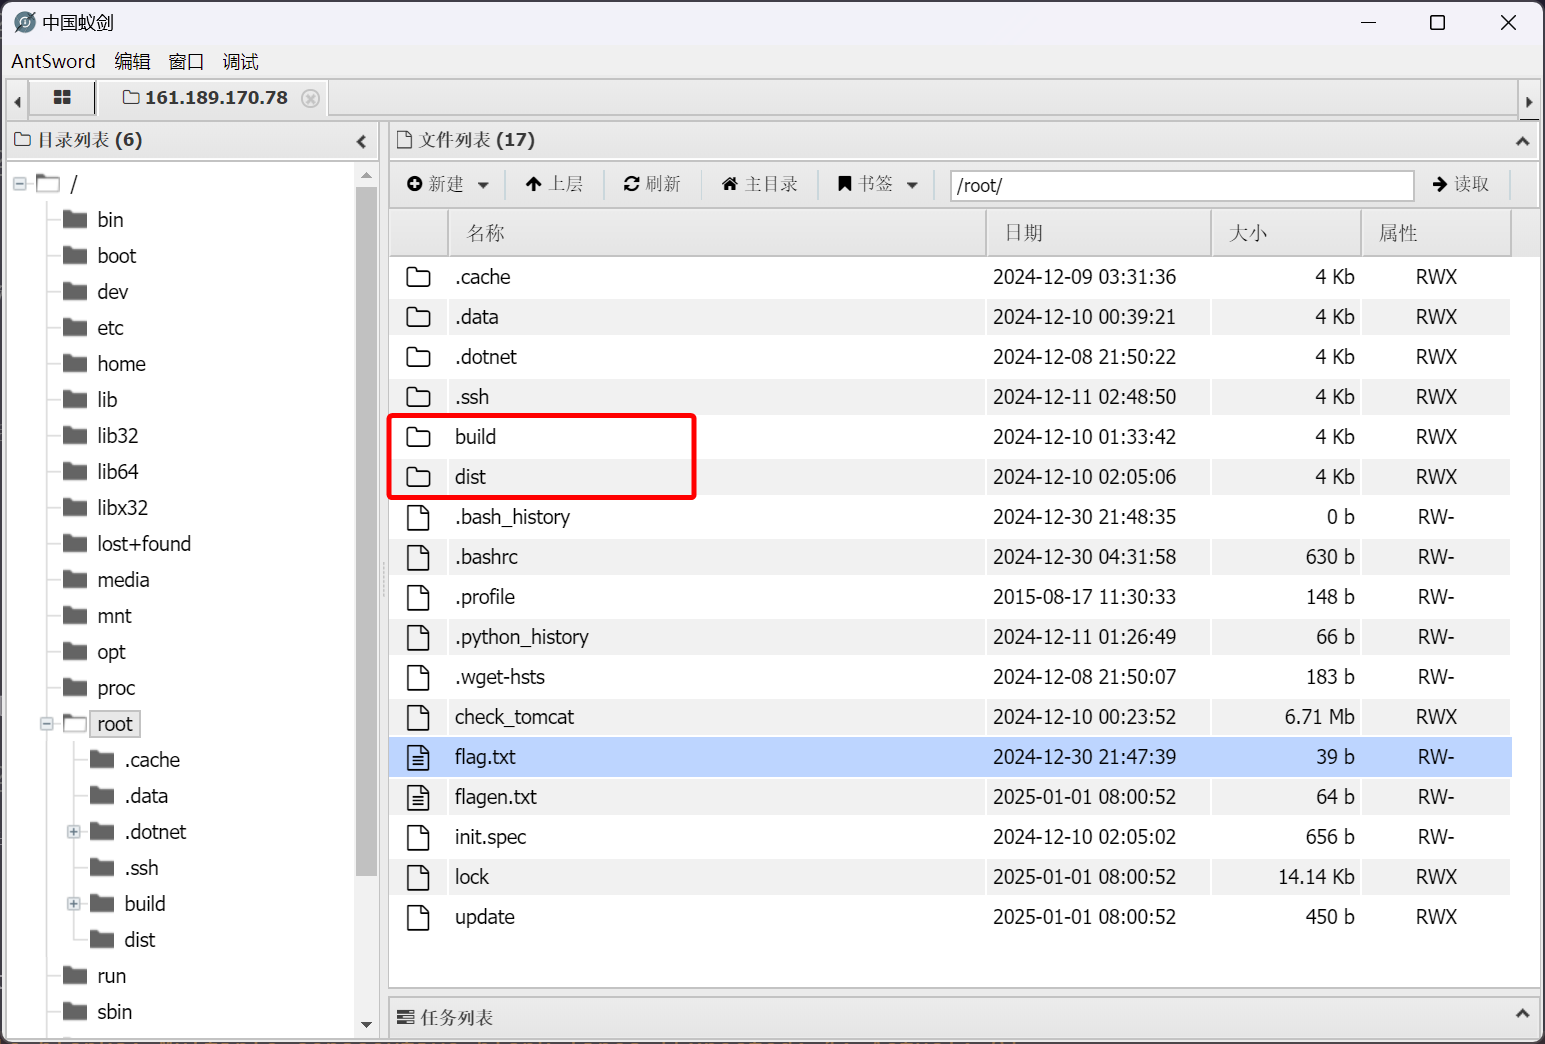 中国蚁剑
AntSword 编辑 窗口 调试
161.189.170.78
目录列表 (6)
/
bin
boot
dev
etc
home
lib
lib32
lib64
libx32
lost+found
media
mnt
opt
proc
root
.cache
.data
.dotnet
.ssh
build
dist
run
sbin
文件列表 (17)
新建 上层 刷新 主目录 书签 /root/ 读取
名称 日期 大小 属性
.cache 2024-12-09 03:31:36 4 Kb RWX
.data 2024-12-10 00:39:21 4 Kb RWX
.dotnet 2024-12-08 21:50:22 4 Kb RWX
.ssh 2024-12-11 02:48:50 4 Kb RWX
build 2024-12-10 01:33:42 4 Kb RWX
dist 2024-12-10 02:05:06 4 Kb RWX
.bash_history 2024-12-30 21:48:35 0 b RW-
.bashrc 2024-12-30 04:31:58 630 b RW-
.profile 2015-08-17 11:30:33 148 b RW-
.python_history 2024-12-11 01:26:49 66 b RW-
.wget-hsts 2024-12-08 21:50:07 183 b RW-
check_tomcat 2024-12-10 00:23:52 6.71 Mb RWX
flag.txt 2024-12-30 21:47:39 39 b RW-
flagen.txt 2025-01-01 08:00:52 64 b RW-
init.spec 2024-12-10 02:05:02 656 b RW-
lock 2025-01-01 08:00:52 14.14 Kb RWX
update 2025-01-01 08:00:52 450 b RWX
任务列表